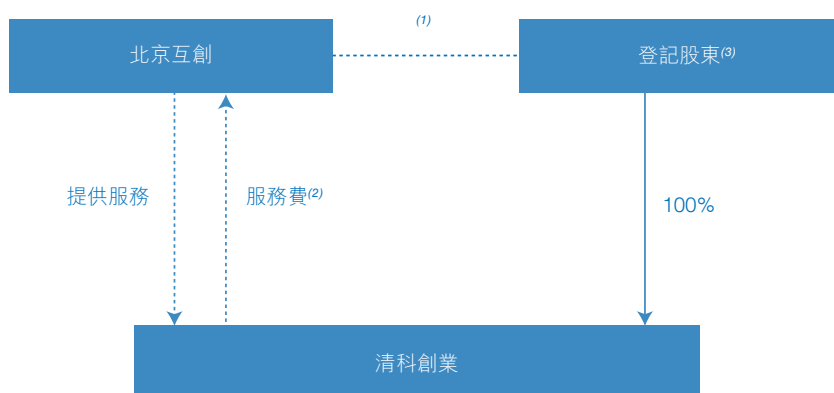 (1)
北京互創
登記股東(3)
提供服務
服務費(2)
100%
清科創業